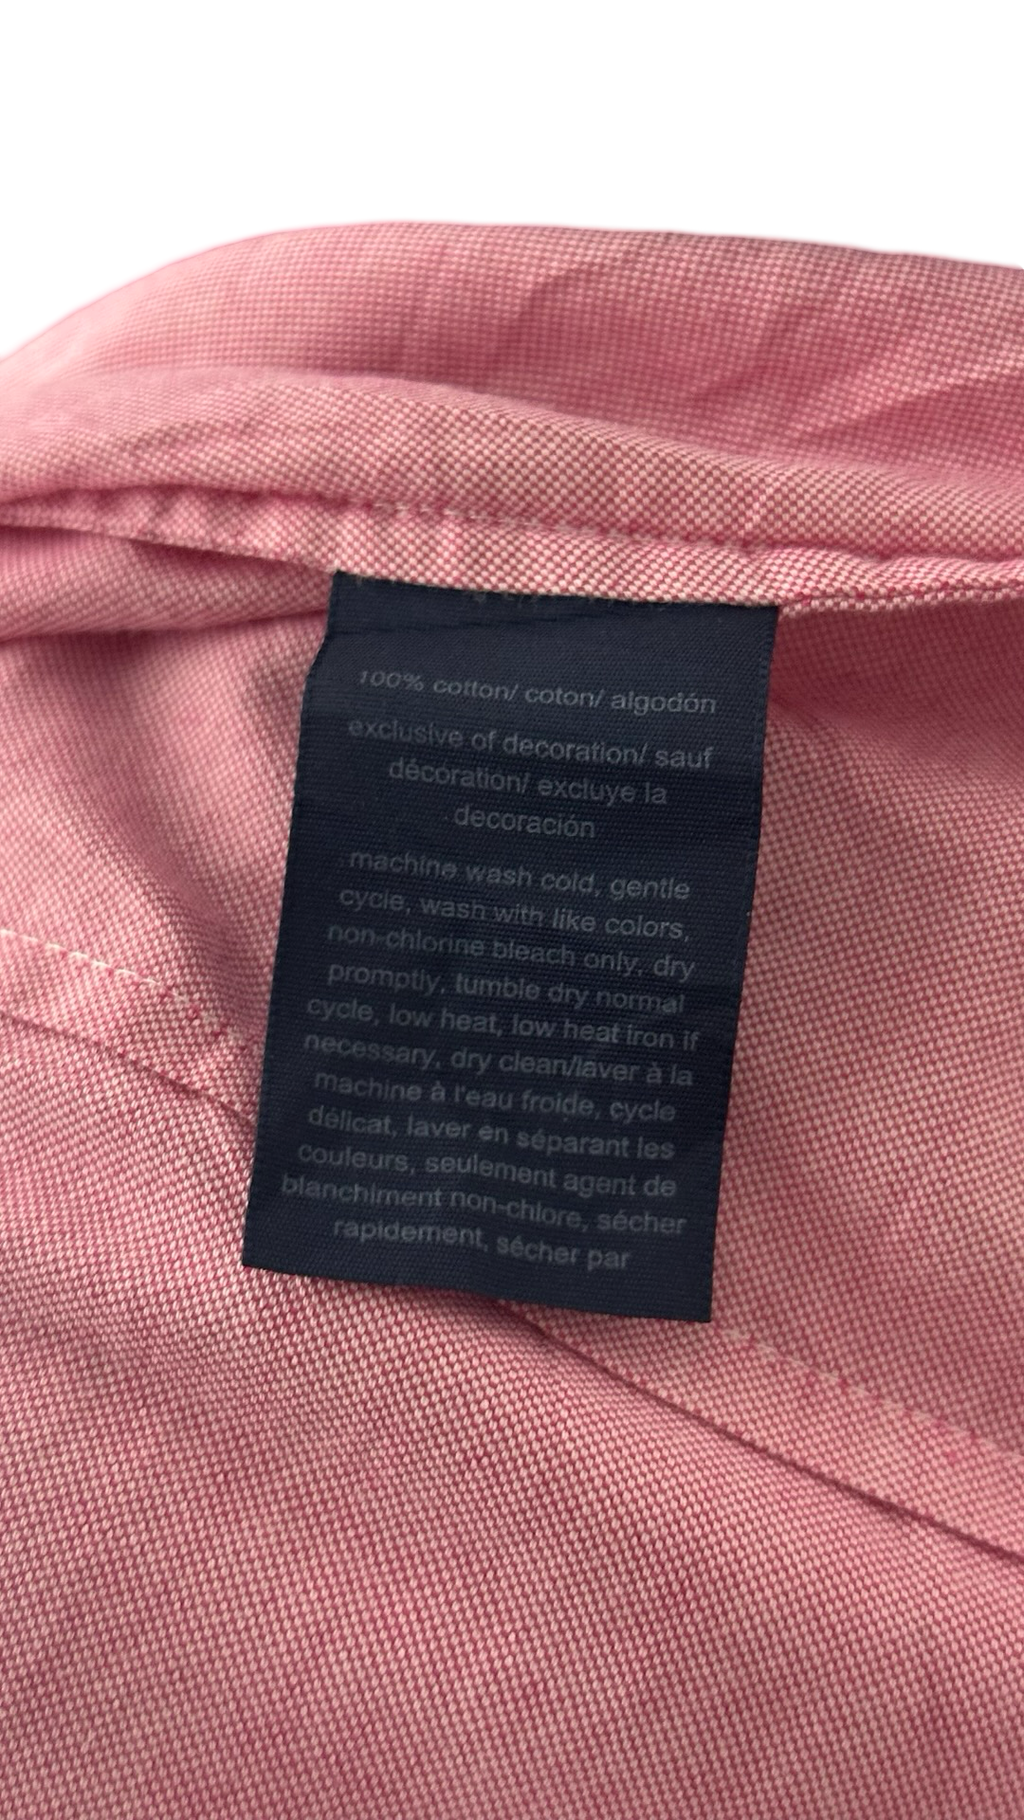 100% cotton/ coton/ algodón
exclusive of decoration/ sauf
décoration/ excluye la
decoración
machine wash cold, gentle
cycle, wash with like colors,
non-chlorine bleach only, dry
promptly, tumble dry normal
cycle, low heat, low heat iron if
necessary, dry clean/laver à la
machine à l'eau froide, cycle
délicat, laver en séparant les
couleurs, seulement agent de
blanchiment non-chlore, sécher
rapidement, sécher par